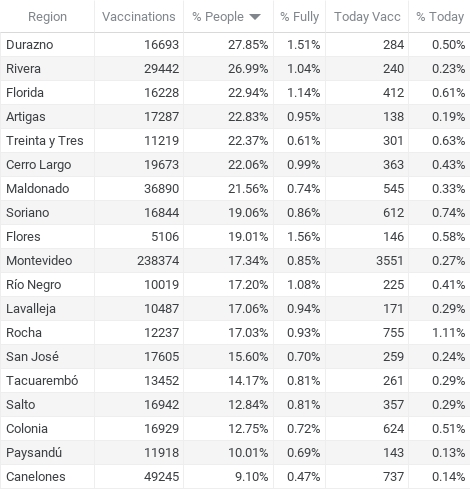 Region Vaccinations % People % Fully Today Vacc % Today
Durazno 16693 27.85% 1.51% 284 0.50%
Rivera 29442 26.99% 1.04% 240 0.23%
Florida 16228 22.94% 1.14% 412 0.61%
Artigas 17287 22.83% 0.95% 138 0.19%
Treinta y Tres 11219 22.37% 0.61% 301 0.63%
Cerro Largo 19673 22.06% 0.99% 363 0.43%
Maldonado 36890 21.56% 0.74% 545 0.33%
Soriano 16844 19.06% 0.86% 612 0.74%
Flores 5106 19.01% 1.56% 146 0.58%
Montevideo 238374 17.34% 0.85% 3551 0.27%
Río Negro 10019 17.20% 1.08% 225 0.41%
Lavalleja 10487 17.06% 0.94% 171 0.29%
Rocha 12237 17.03% 0.93% 755 1.11%
San José 17605 15.60% 0.70% 259 0.24%
Tacuarembó 13452 14.17% 0.81% 261 0.29%
Salto 16942 12.84% 0.81% 357 0.29%
Colonia 16929 12.75% 0.72% 624 0.51%
Paysandú 11918 10.01% 0.69% 143 0.13%
Canelones 49245 9.10% 0.47% 737 0.14%